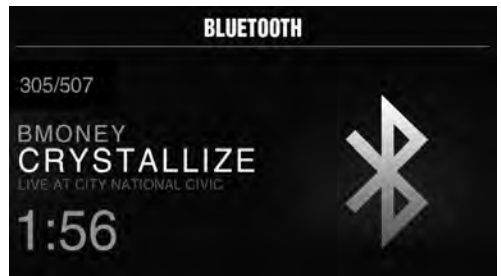 BLUETOOTH
305/507
BMONEY
CRYSTALLIZE
LIVE AT CITY NATIONAL CIVIC
1:56